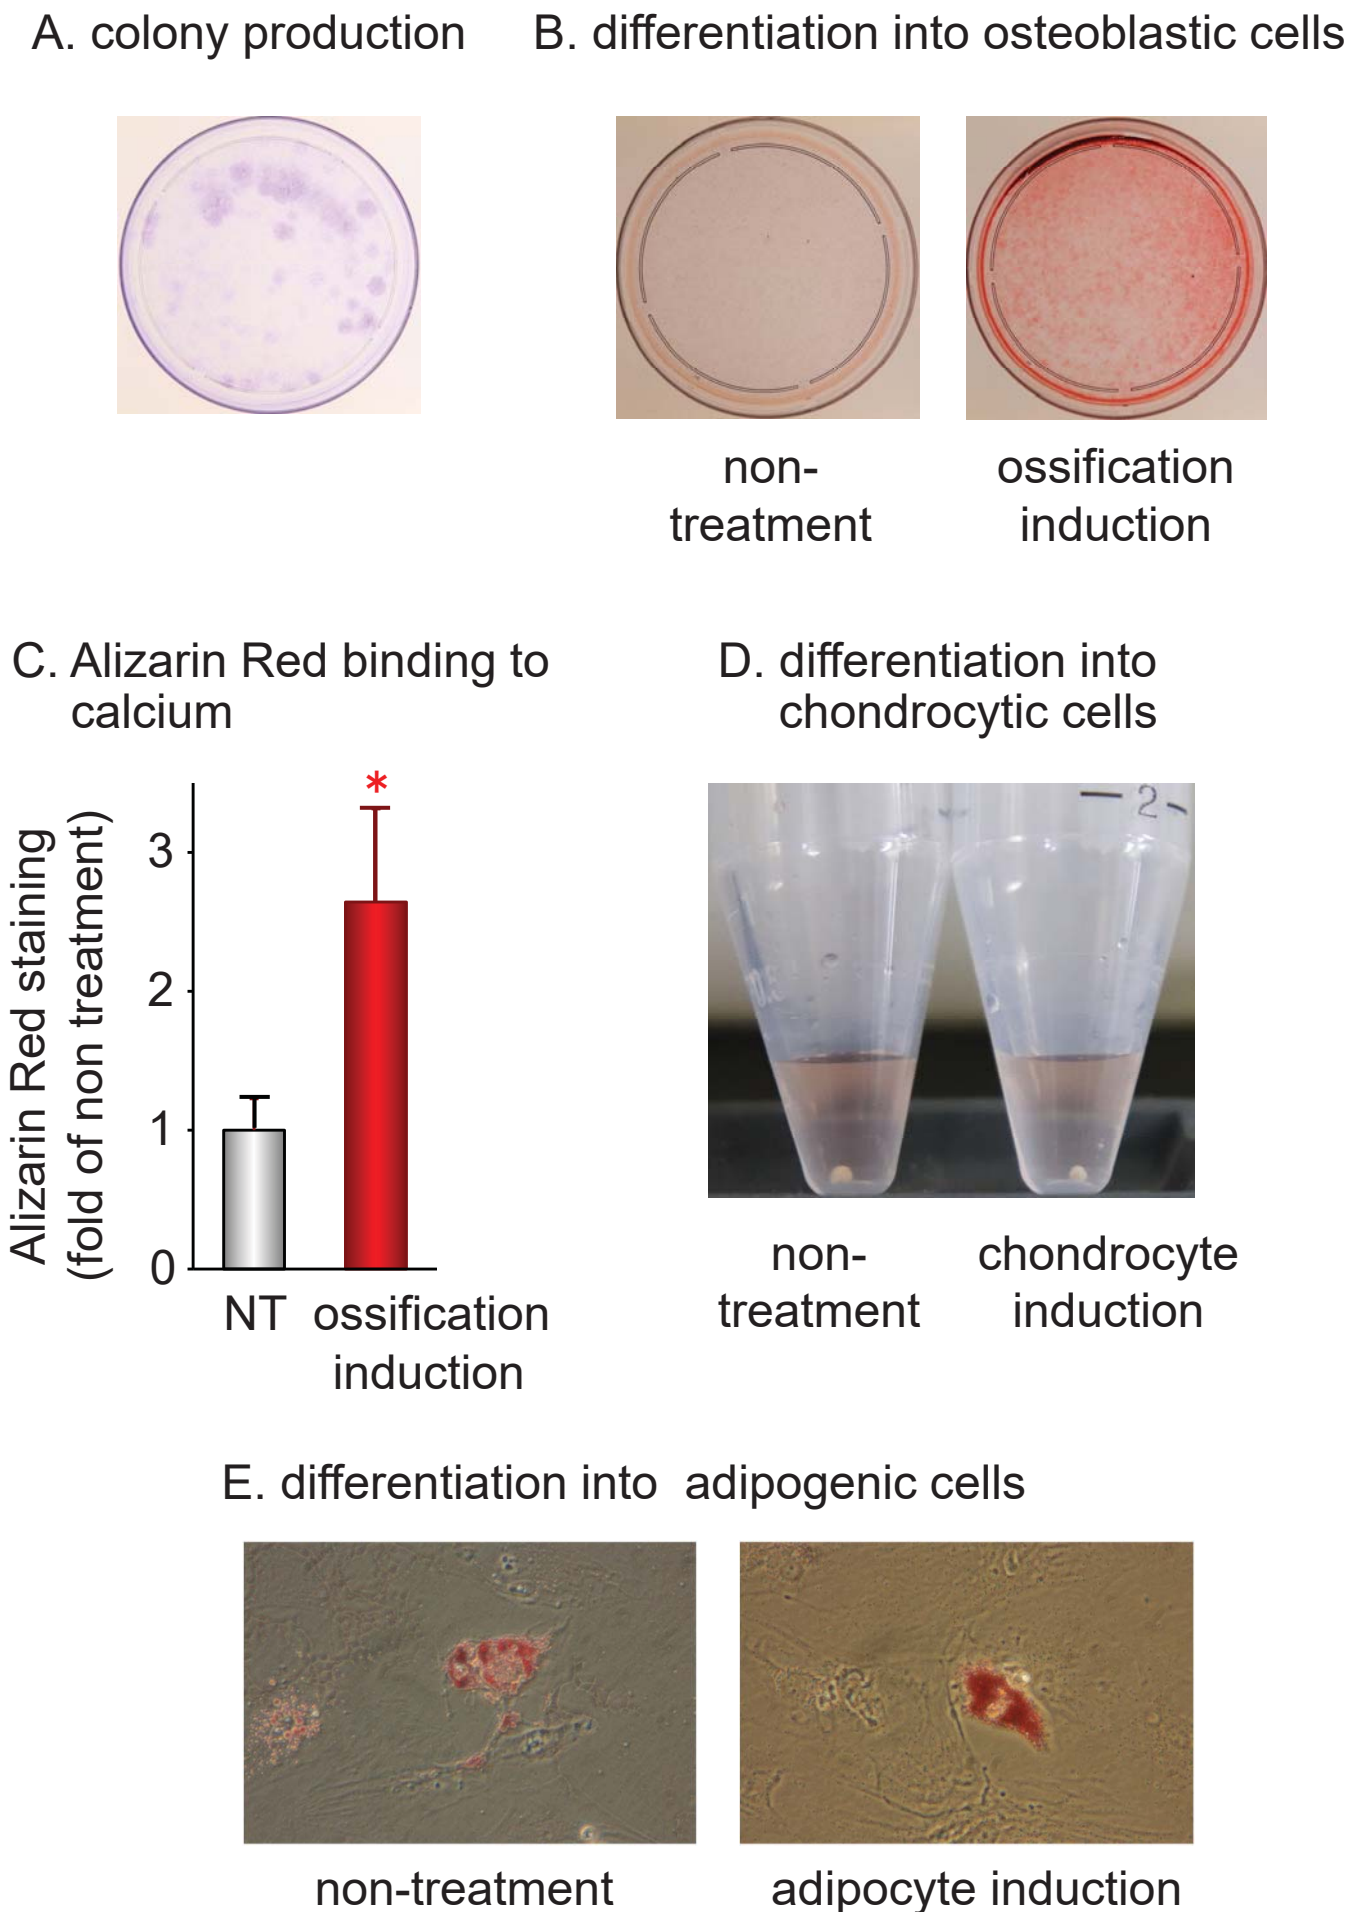 A. colony production
B. differentiation into osteoblastic cells
non-
treatment
ossification
induction
C. Alizarin Red binding to
calcium
Alizarin Red staining
(fold of non treatment)
3
2
1
0
*
NT
ossification
induction
D. differentiation into
chondrocytic cells
2
non-
treatment
chondrocyte
induction
E. differentiation into adipogenic cells
non-treatment
adipocyte induction